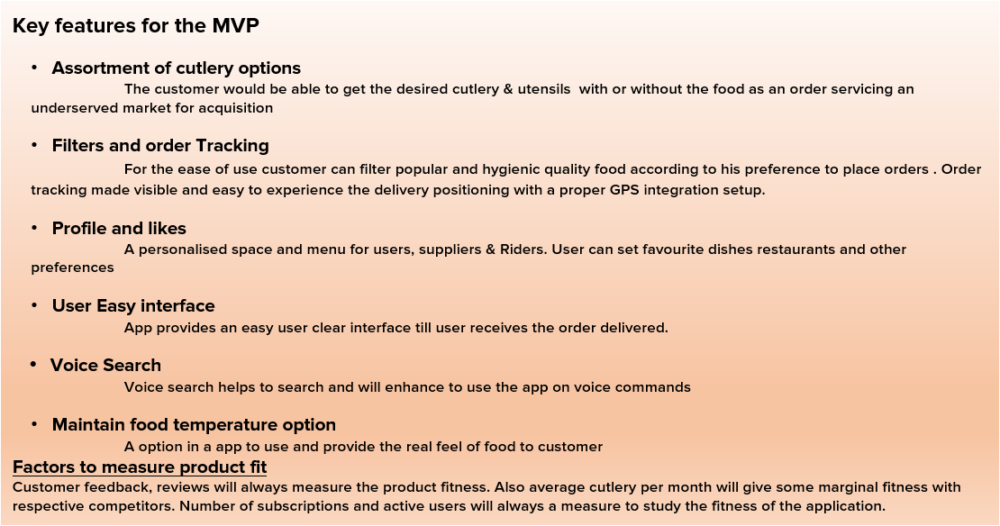 Key features for the MVP
• Assortment of cutlery options
The customer would be able to get the desired cutlery & utensils with or without the food as an order servicing an
underserved market for acquisition
• Filters and order Tracking
For the ease of use customer can filter popular and hygienic quality food according to his preference to place orders . Order
tracking made visible and easy to experience the delivery positioning with a proper GPS integration setup.
• Profile and likes
A personalised space and menu for users, suppliers & Riders. User can set favourite dishes restaurants and other
preferences
• User Easy interface
App provides an easy user clear interface till user receives the order delivered.
• Voice Search
Voice search helps to search and will enhance to use the app on voice commands
• Maintain food temperature option
A option in a app to use and provide the real feel of food to customer
Factors to measure product fit
Customer feedback, reviews will always measure the product fitness. Also average cutlery per month will give some marginal fitness with
respective competitors. Number of subscriptions and active users will always a measure to study the fitness of the application.